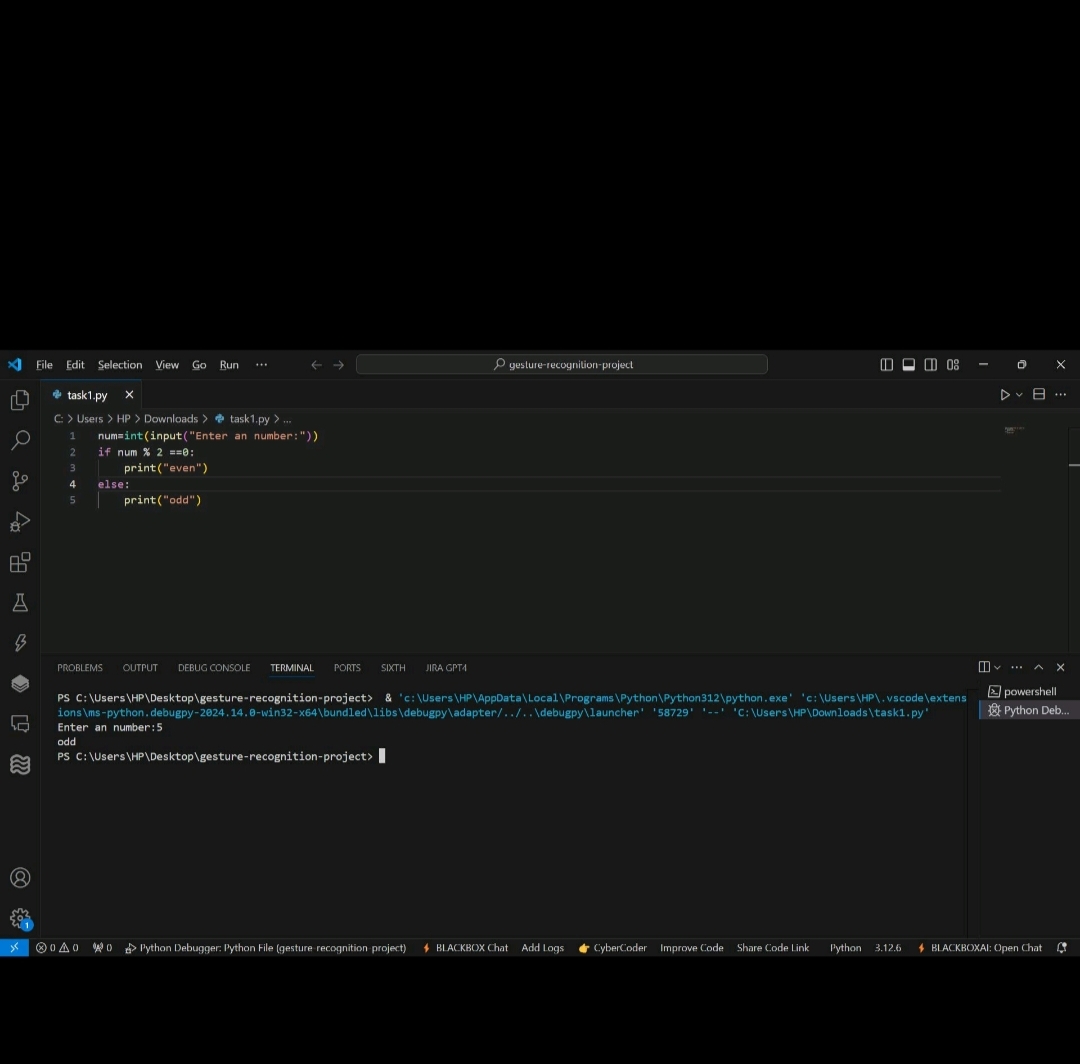 File Edit Selection View Go Run ··· gesture-recognition-project
task1.py
C: > Users > HP > Downloads > task1.py > ...
1 num=int(input("Enter an number:"))
2 if num % 2 ==0:
3 print("even")
4 else:
5 print("odd")
PROBLEMS OUTPUT DEBUG CONSOLE TERMINAL PORTS SIXTH JIRA GPT4
PS C:\Users\HP\Desktop\gesture-recognition-project> & 'c:\Users\HP\AppData\Local\Programs\Python\Python312\python.exe' 'c:\Users\HP\.vscode\extens
ions\ms-python.debugpy-2024.14.0-win32-x64\bundled\libs\debugpy\adapter/../..\debugpy\launcher' '58729' '--' 'C:\Users\HP\Downloads\task1.py'
Enter an number:5
odd
PS C:\Users\HP\Desktop\gesture-recognition-project>
powershell
Python Deb...
1
0 0 0 Python Debugger: Python File (gesture-recognition-project) BLACKBOX Chat Add Logs CyberCoder Improve Code Share Code Link Python 3.12.6 BLACKBOXAI: Open Chat